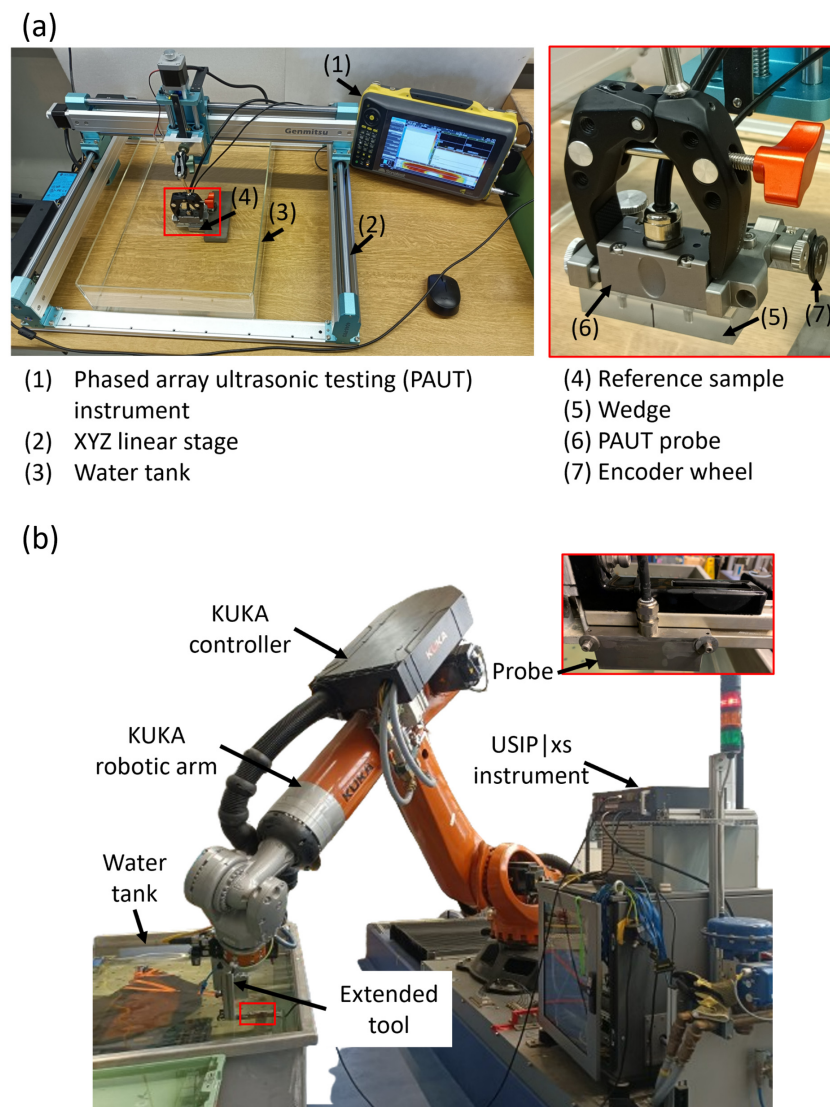 (a)
(1)
Genmitsu
(4)
(3)
(2)
(6)
(5)
(7)
(1) Phased array ultrasonic testing (PAUT)
instrument
(2) XYZ linear stage
(3) Water tank
(4) Reference sample
(5) Wedge
(6) PAUT probe
(7) Encoder wheel
(b)
KUKA
controller
KUKA
Probe
KUKA
robotic arm
KUKA
USIP|xs
instrument
Water
tank
Extended
tool